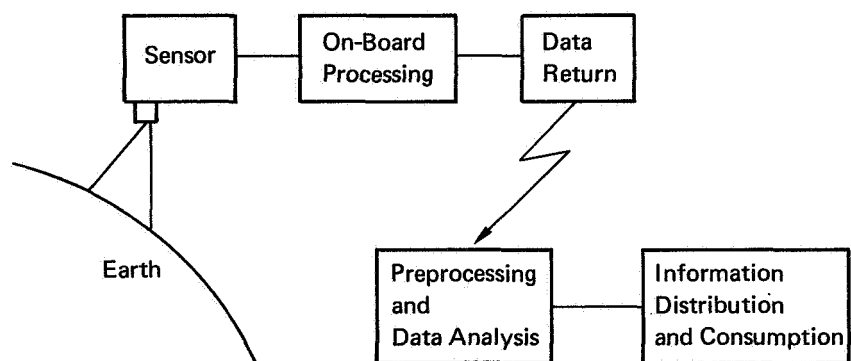 Sensor
On-Board
Processing
Data
Return
Earth
Preprocessing
and
Data Analysis
Information
Distribution
and Consumption